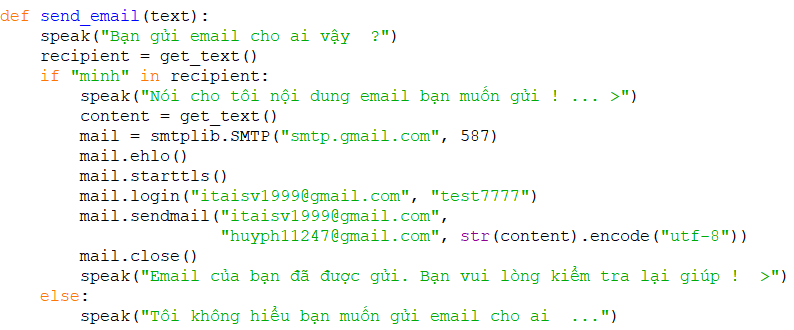 def send_email(text):
    speak("Bạn gửi email cho ai vậy  ?")
    recipient = get_text()
    if "minh" in recipient:
        speak("Nói cho tôi nội dung email bạn muốn gửi ! ... >")
        content = get_text()
        mail = smtplib.SMTP("smtp.gmail.com", 587)
        mail.ehlo()
        mail.starttls()
        mail.login("itaisv1999@gmail.com", "test7777")
        mail.sendmail("itaisv1999@gmail.com",
                      "huyph11247@gmail.com", str(content).encode("utf-8"))
        mail.close()
        speak("Email của bạn đã được gửi. Bạn vui lòng kiểm tra lại giúp !  >")
    else:
        speak("Tôi không hiểu bạn muốn gửi email cho ai  ...")